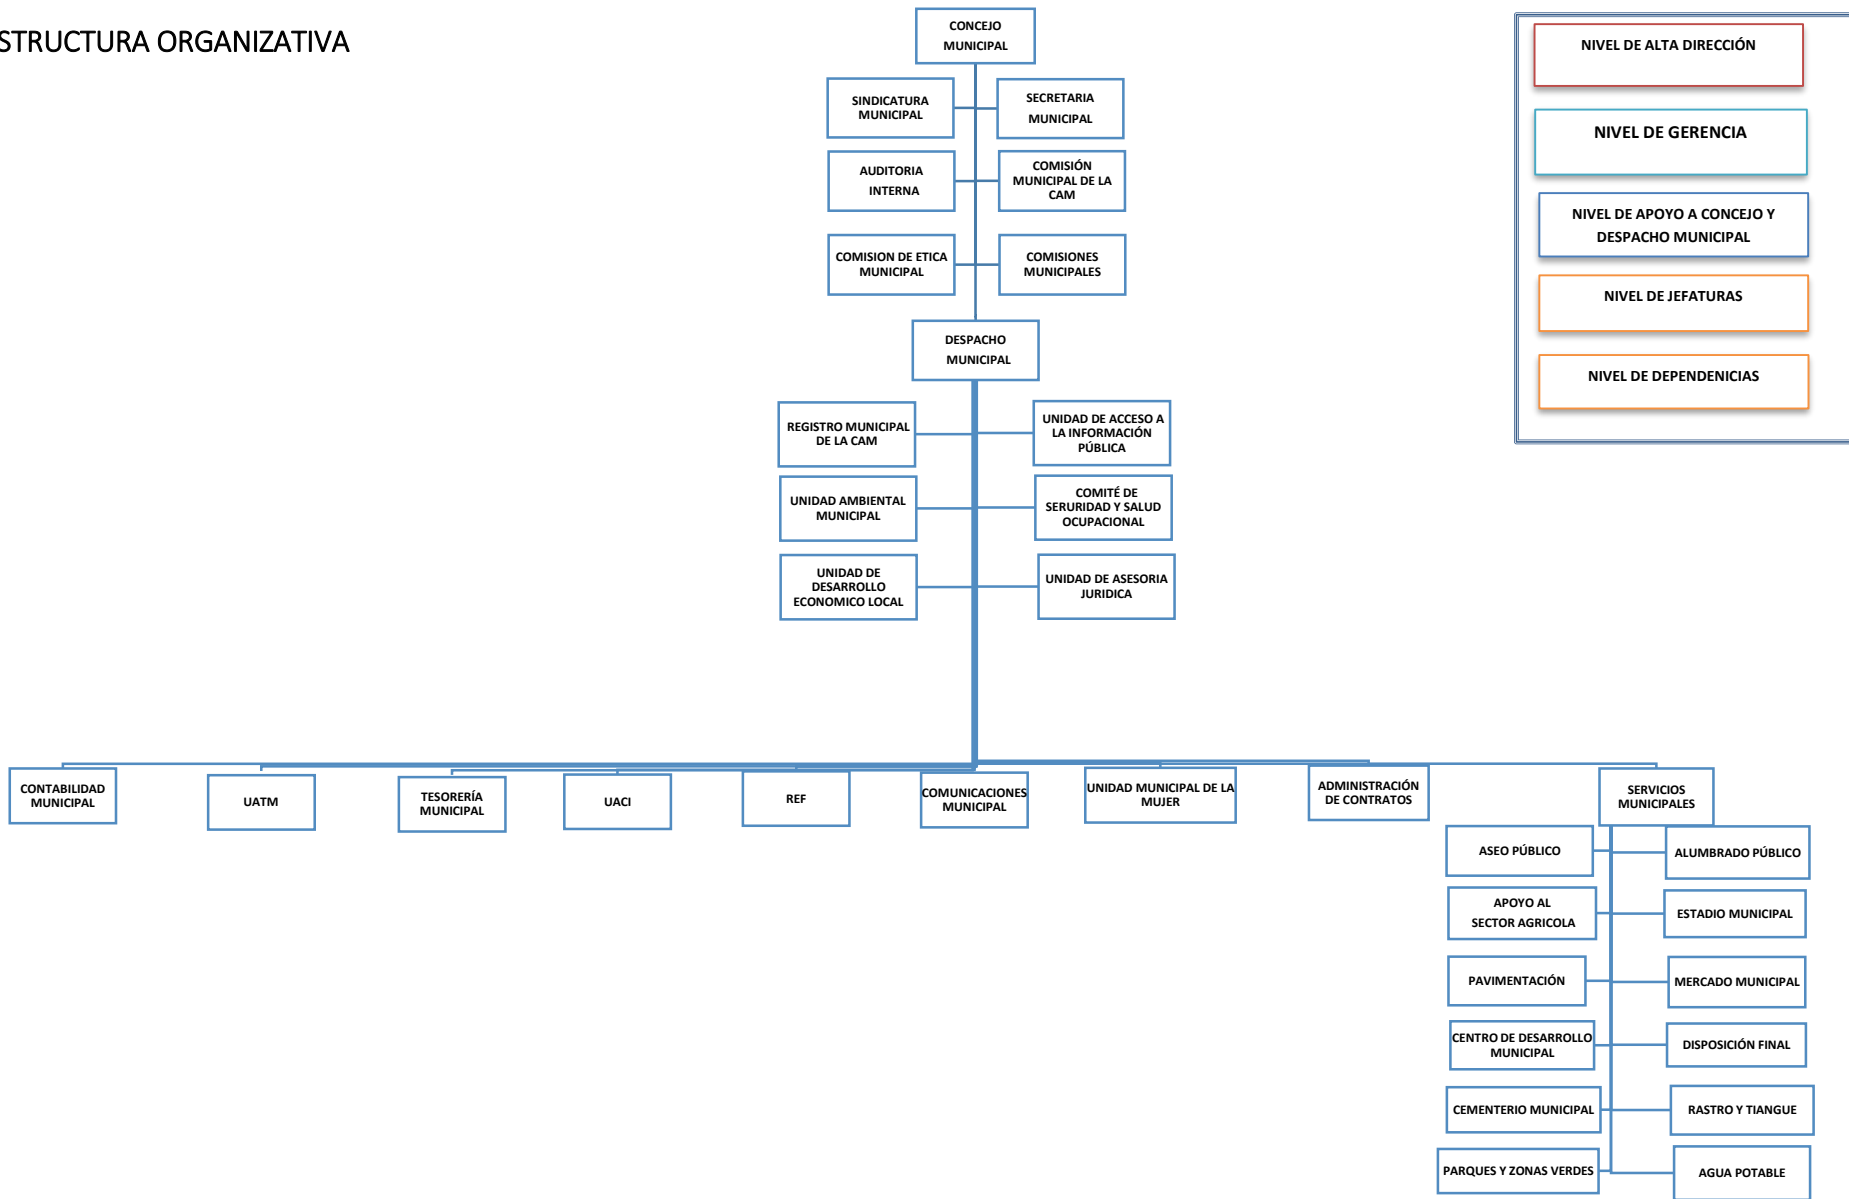 STRUCTURA ORGANIZATIVA
CONCEJO
MUNICIPAL
SINDICATURA
MUNICIPAL
SECRETARIA
MUNICIPAL
AUDITORIA
INTERNA
COMISIÓN
MUNICIPAL DE LA
CAM
COMISION DE ETICA
MUNICIPAL
COMISIONES
MUNICIPALES
DESPACHO
MUNICIPAL
REGISTRO MUNICIPAL
DE LA CAM
UNIDAD DE ACCESO A
LA INFORMACIÓN
PÚBLICA
UNIDAD AMBIENTAL
MUNICIPAL
COMITÉ DE
SERURIDAD Y SALUD
OCUPACIONAL
UNIDAD DE
DESARROLLO
ECONOMICO LOCAL
UNIDAD DE ASESORIA
JURIDICA
NIVEL DE ALTA DIRECCIÓN
NIVEL DE GERENCIA
NIVEL DE APOYO A CONCEJO Y
DESPACHO MUNICIPAL
NIVEL DE JEFATURAS
NIVEL DE DEPENDENICIAS
CONTABILIDAD
MUNICIPAL
UATM
TESORERÍA
MUNICIPAL
UACI
REF
COMUNICACIONES
MUNICIPAL
UNIDAD MUNICIPAL DE LA
MUJER
ADMINISTRACIÓN
DE CONTRATOS
SERVICIOS
MUNICIPALES
ASEO PÚBLICO
ALUMBRADO PÚBLICO
APOYO AL
SECTOR AGRICOLA
ESTADIO MUNICIPAL
PAVIMENTACIÓN
MERCADO MUNICIPAL
CENTRO DE DESARROLLO
MUNICIPAL
DISPOSICIÓN FINAL
CEMENTERIO MUNICIPAL
RASTRO Y TIANGUE
PARQUES Y ZONAS VERDES
AGUA POTABLE